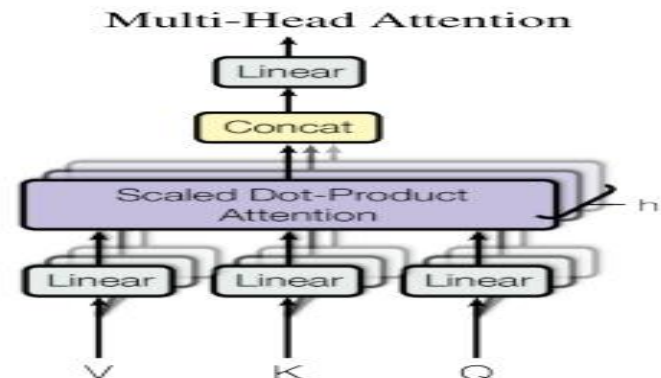 Multi-Head Attention
Linear
Concat
Scaled Dot-Product
Attention
h
Linear Linear Linear
V K Q